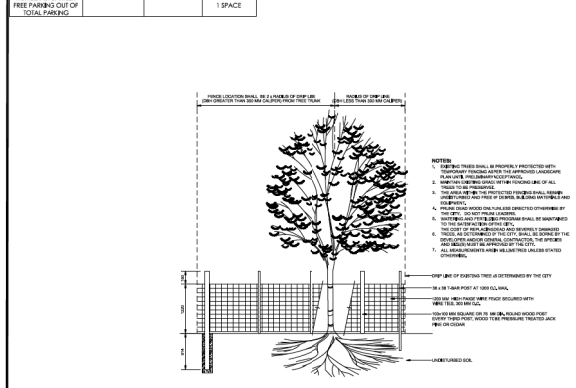 FREE PARKING OUT OF
TOTAL PARKING
1 SPACE
FENCE LOCATION SHALL BE 2 x RADIUS OF DRIP LINE
(DBH GREATER THAN 300 MM CALIPER) FROM TREE TRUNK
RADIUS OF DRIP LINE
(DBH LESS THAN 300 MM CALIPER)
NOTES:
1. EXISTING TREES SHALL BE PROPERLY PROTECTED WITH
TEMPORARY FENCING AS PER THE APPROVED LANDSCAPE
PLAN UNTIL PRELIMINARY ACCEPTANCE.
2. MAINTAIN EXISTING GRADE WITHIN FENCING LINE OF ALL
TREES TO BE PRESERVED.
3. THE AREA WITHIN THE PROTECTED FENCING SHALL REMAIN
UNDISTURBED AND FREE OF DEBRIS, BUILDING MATERIALS AND
EQUIPMENT.
4. PRUNE DEAD WOOD ONLY UNLESS DIRECTED OTHERWISE BY
THE CITY. DO NOT PRUNE LEADERS.
5. WATERING AND FERTILIZING PROGRAM SHALL BE MAINTAINED
TO THE SATISFACTION OF THE CITY.
THE COST OF REPLACING DEAD AND SEVERELY DAMAGED
6. TREES, AS DETERMINED BY THE CITY, SHALL BE BORNE BY THE
DEVELOPER AND/OR GENERAL CONTRACTOR, THE SPECIES
AND SIZE(S) MUST BE APPROVED BY THE CITY.
7. ALL MEASUREMENTS ARE IN MILLIMETRES UNLESS STATED
OTHERWISE.
DRIP LINE OF EXISTING TREE AS DETERMINED BY THE CITY
38 x 38 T-BAR POST AT 1200 O.C. MAX.
1200 MM HIGH PAIGE WIRE FENCE SECURED WITH
WIRE TIES, 300 MM O.C.
100x100 MM SQUARE OR 75 MM DIA. ROUND WOOD POST
EVERY THIRD POST, WOOD TO BE PRESSURE TREATED JACK
PINE OR CEDAR
UNDISTURBED SOIL
1220